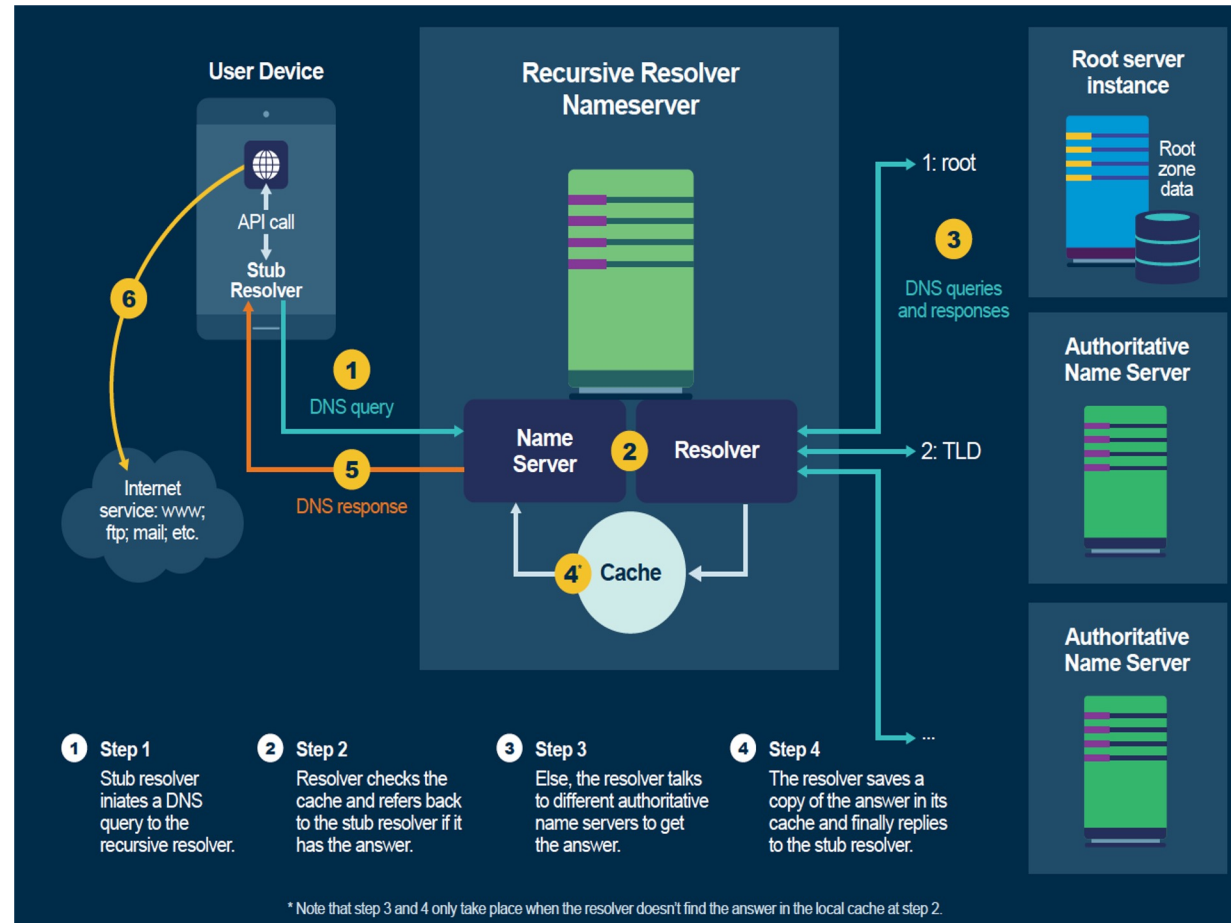 User Device
API call
Stub
Resolver
6
1
DNS query
5
DNS response
Internet
service: www;
ftp; mail; etc.
Recursive Resolver
Nameserver
Name
Server
2
Resolver
4*
Cache
1: root
3
DNS queries
and responses
2: TLD
...
Root server
instance
Root
zone
data
Authoritative
Name Server
Authoritative
Name Server
1 Step 1
Stub resolver
iniates a DNS
query to the
recursive resolver.
2 Step 2
Resolver checks the
cache and refers back
to the stub resolver if it
has the answer.
3 Step 3
Else, the resolver talks
to different authoritative
name servers to get
the answer.
4 Step 4
The resolver saves a
copy of the answer in its
cache and finally replies
to the stub resolver.
* Note that step 3 and 4 only take place when the resolver doesn't find the answer in the local cache at step 2.